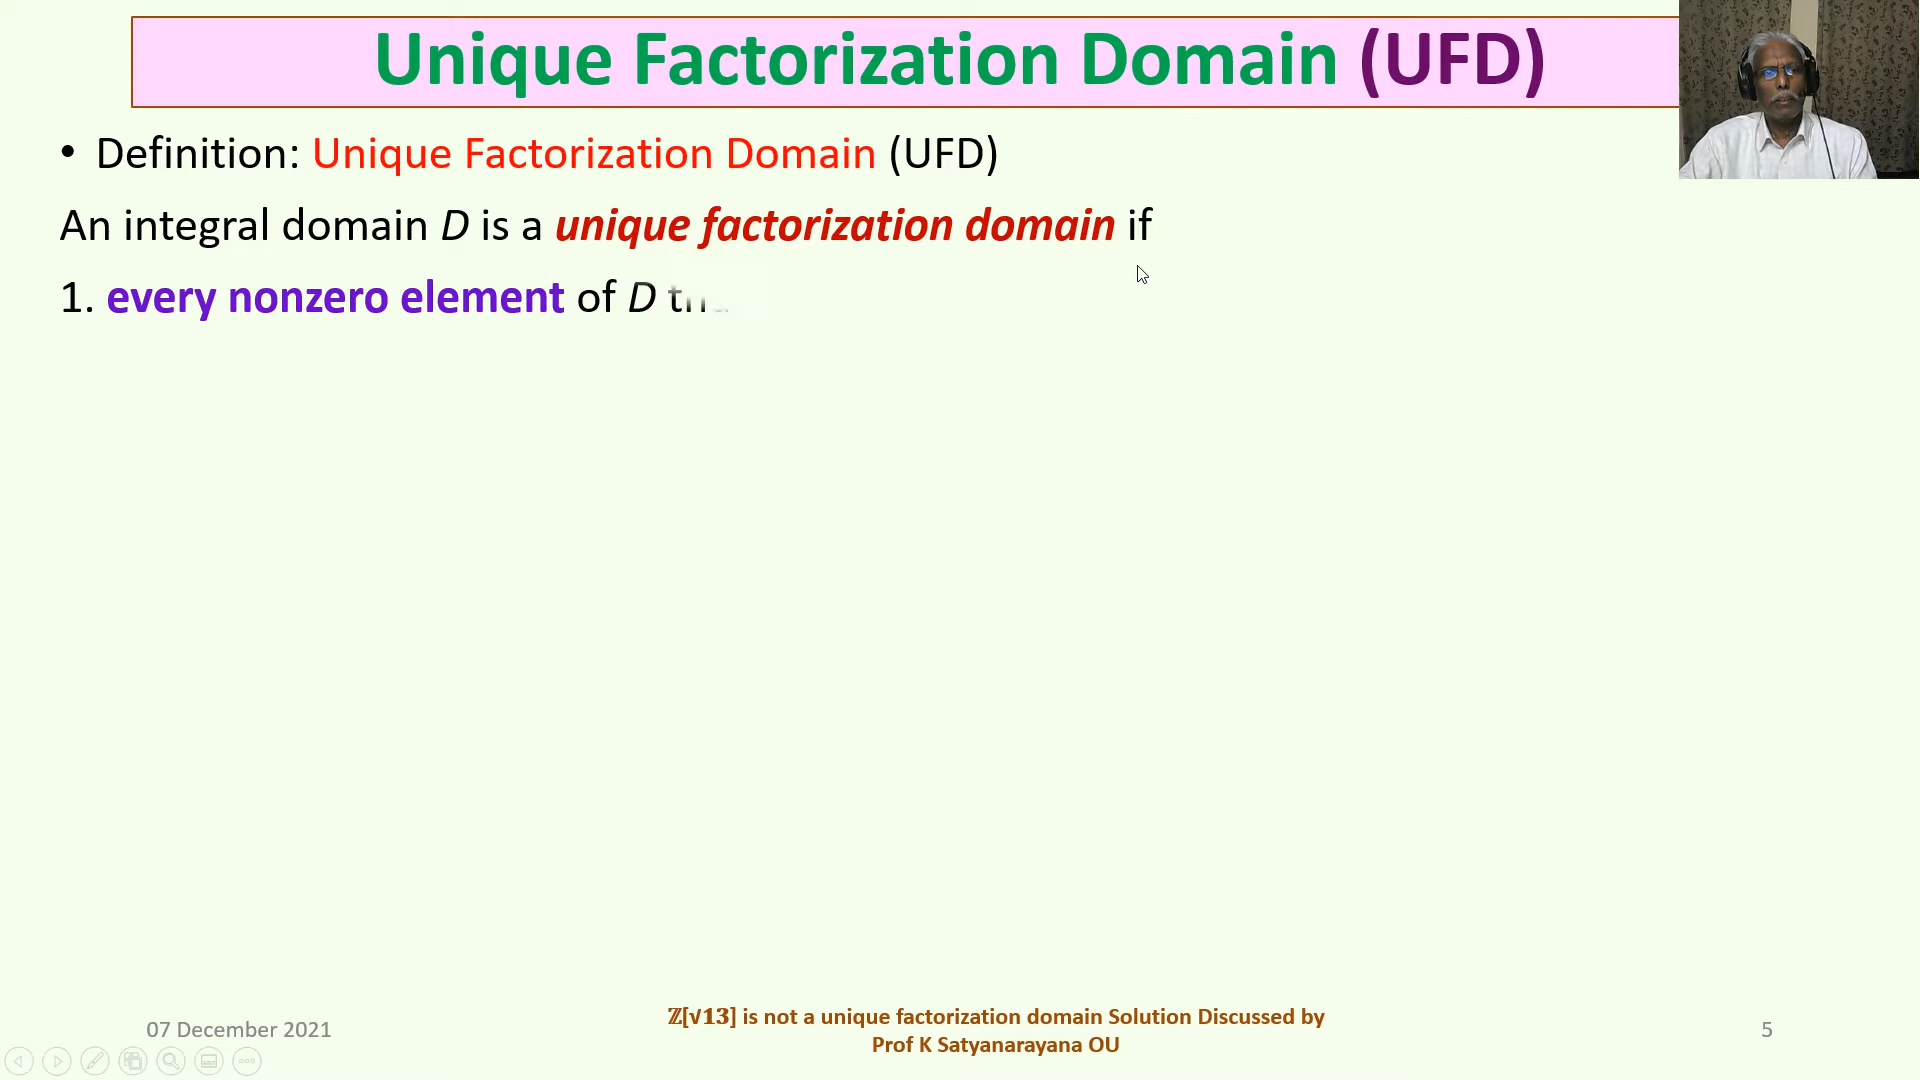 Unique Factorization Domain (UFD)
• Definition: Unique Factorization Domain (UFD)
An integral domain D is a unique factorization domain if
1. every nonzero element of D
07 December 2021
ℤ[√13] is not a unique factorization domain Solution Discussed by
Prof K Satyanarayana OU
5